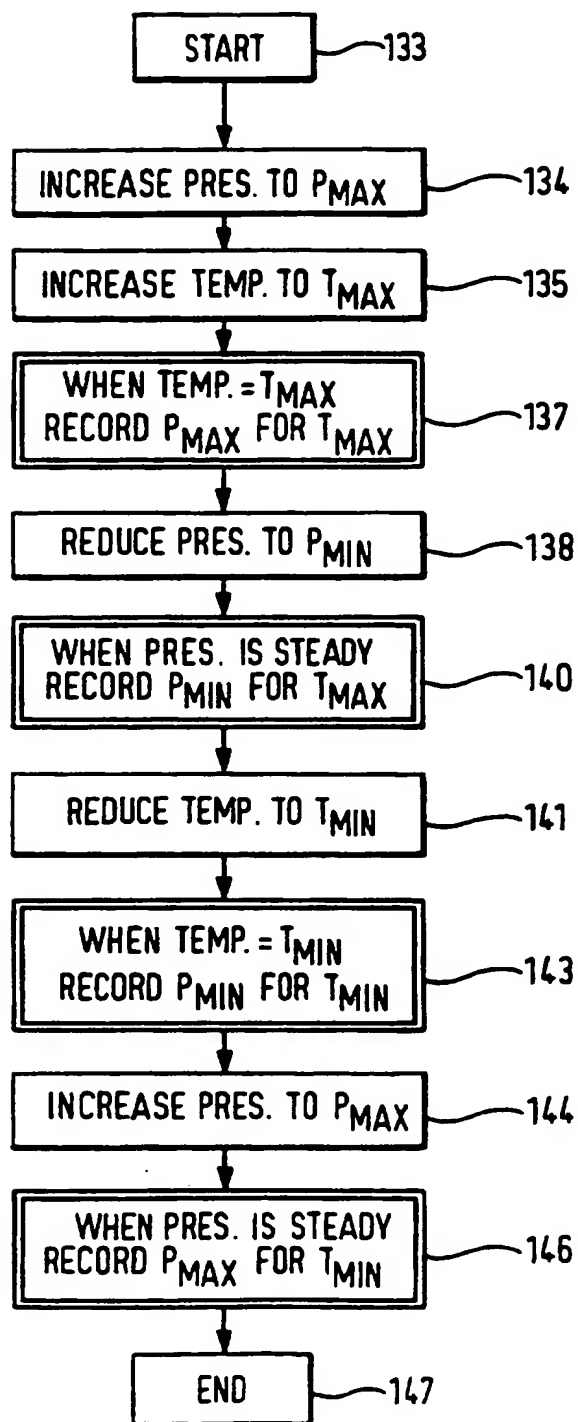 START
133
INCREASE PRES. TO PMAX
134
INCREASE TEMP. TO TMAX
135
WHEN TEMP. = TMAX
RECORD PMAX FOR TMAX
137
REDUCE PRES. TO PMIN
138
WHEN PRES. IS STEADY
RECORD PMIN FOR TMAX
140
REDUCE TEMP. TO TMIN
141
WHEN TEMP. = TMIN
RECORD PMIN FOR TMIN
143
INCREASE PRES. TO PMAX
144
WHEN PRES. IS STEADY
RECORD PMAX FOR TMIN
146
END
147